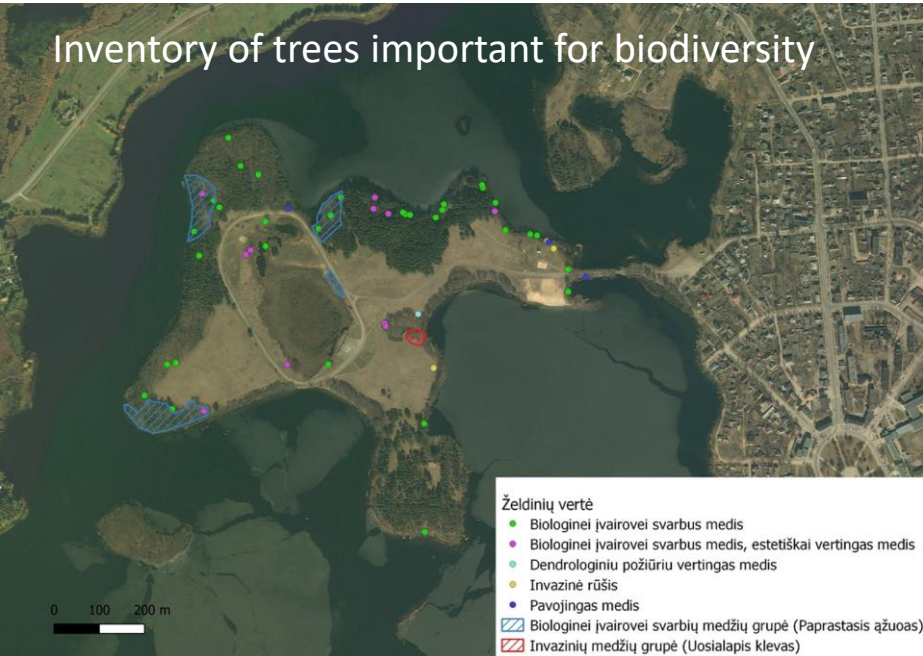 Inventory of trees important for biodiversity
Želdinių vertė
Biologinei įvairovei svarbus medis
Biologinei įvairovei svarbus medis, estetiškai vertingas medis
Dendrologiniu požiūriu vertingas medis
Invazinė rūšis
Pavojingas medis
Biologinei įvairovei svarbių medžių grupė (Paprastasis ąžuoas)
Invazinių medžių grupė (Uosialapis klevas)
0 100 200 m